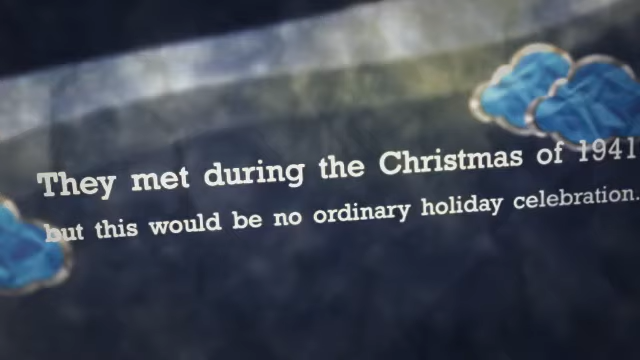 They met during the Christmas of 1941
but this would be no ordinary holiday celebration.